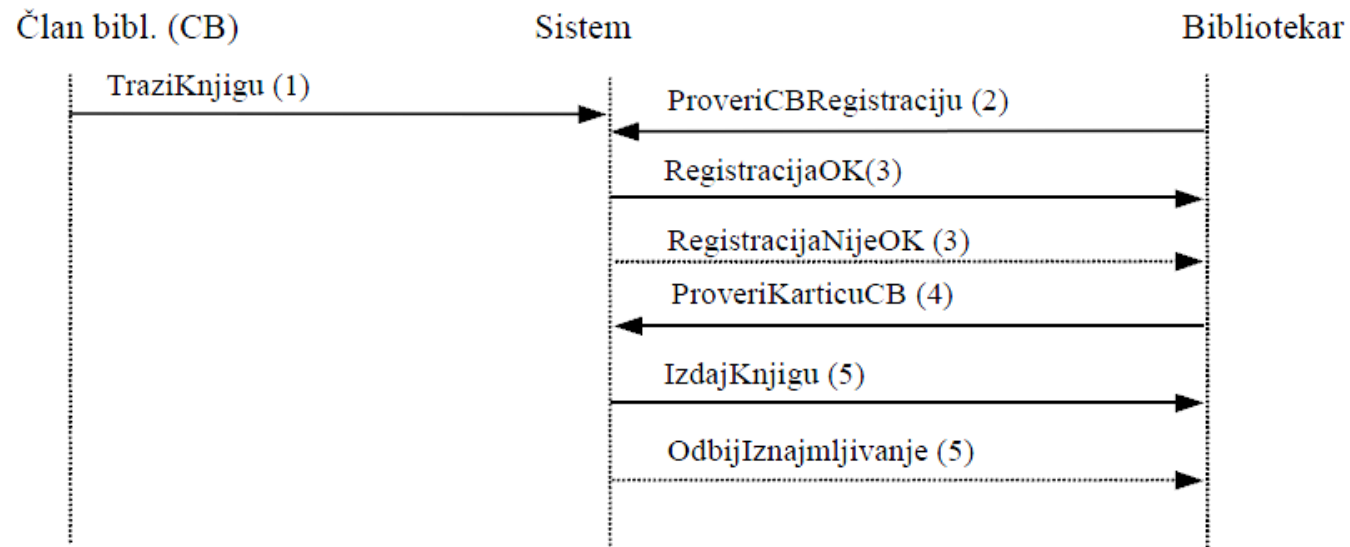 Član bibl. (CB)
Sistem
Bibliotekar
TraziKnjigu (1)
ProveriCBRegistraciju (2)
RegistracijaOK(3)
RegistracijaNijeOK (3)
ProveriKarticuCB (4)
IzdajKnjigu (5)
OdbijIznajmljivanje (5)